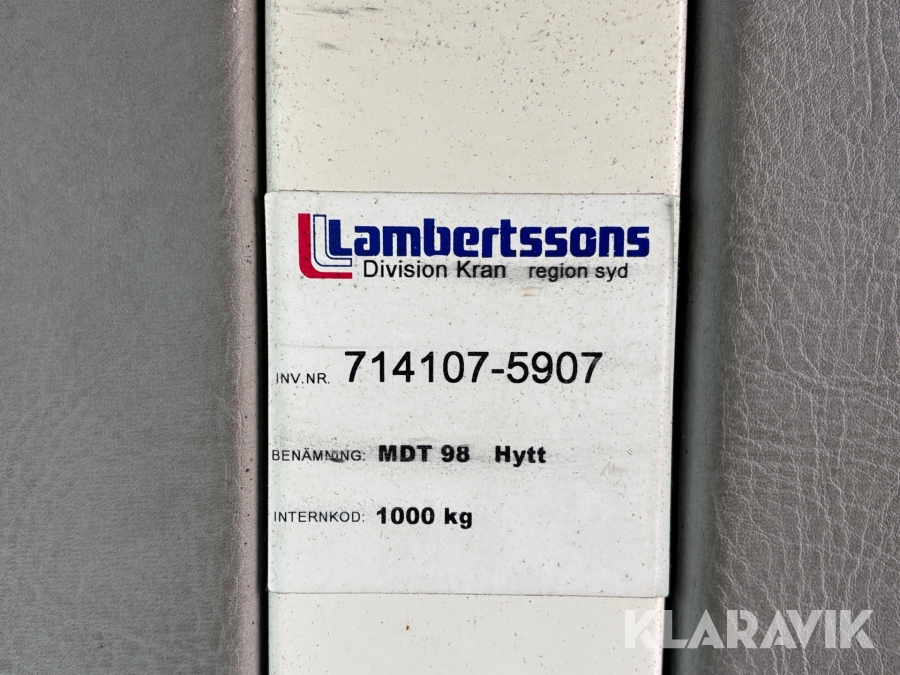 Lambertssons
Division Kran region syd
INV.NR. 714107-5907
BENÄMNING: MDT 98 Hytt
INTERNKOD: 1000 kg
KLARAVIK